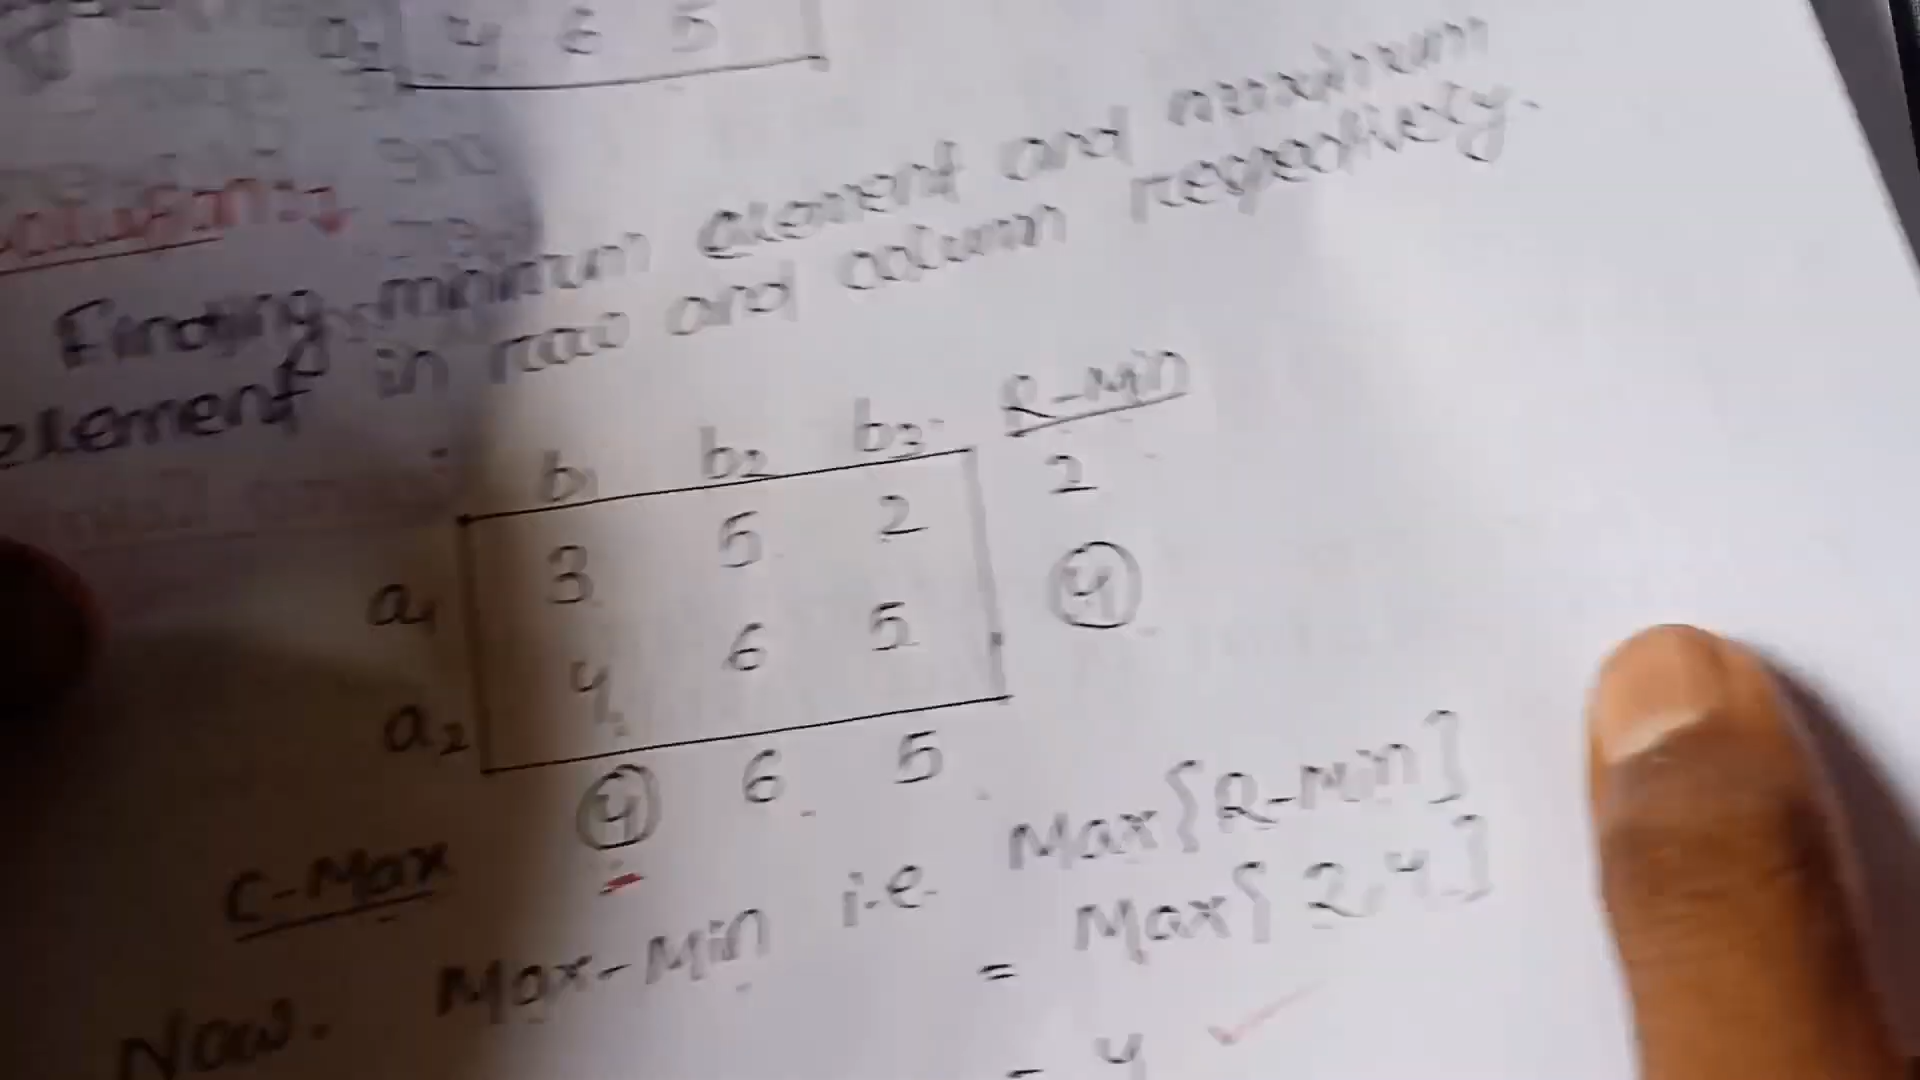 a2 4 6 5
Solution:-
Finding minimum element and maximum
element in row and column respectively.
b1 b2 b3 R-Min
a1 3 5 2 2
a2 4 6 5 4
C-Max 4 6 5
Now. Max-Min i.e. Max{R-Min}
= Max{2,4}
= 4